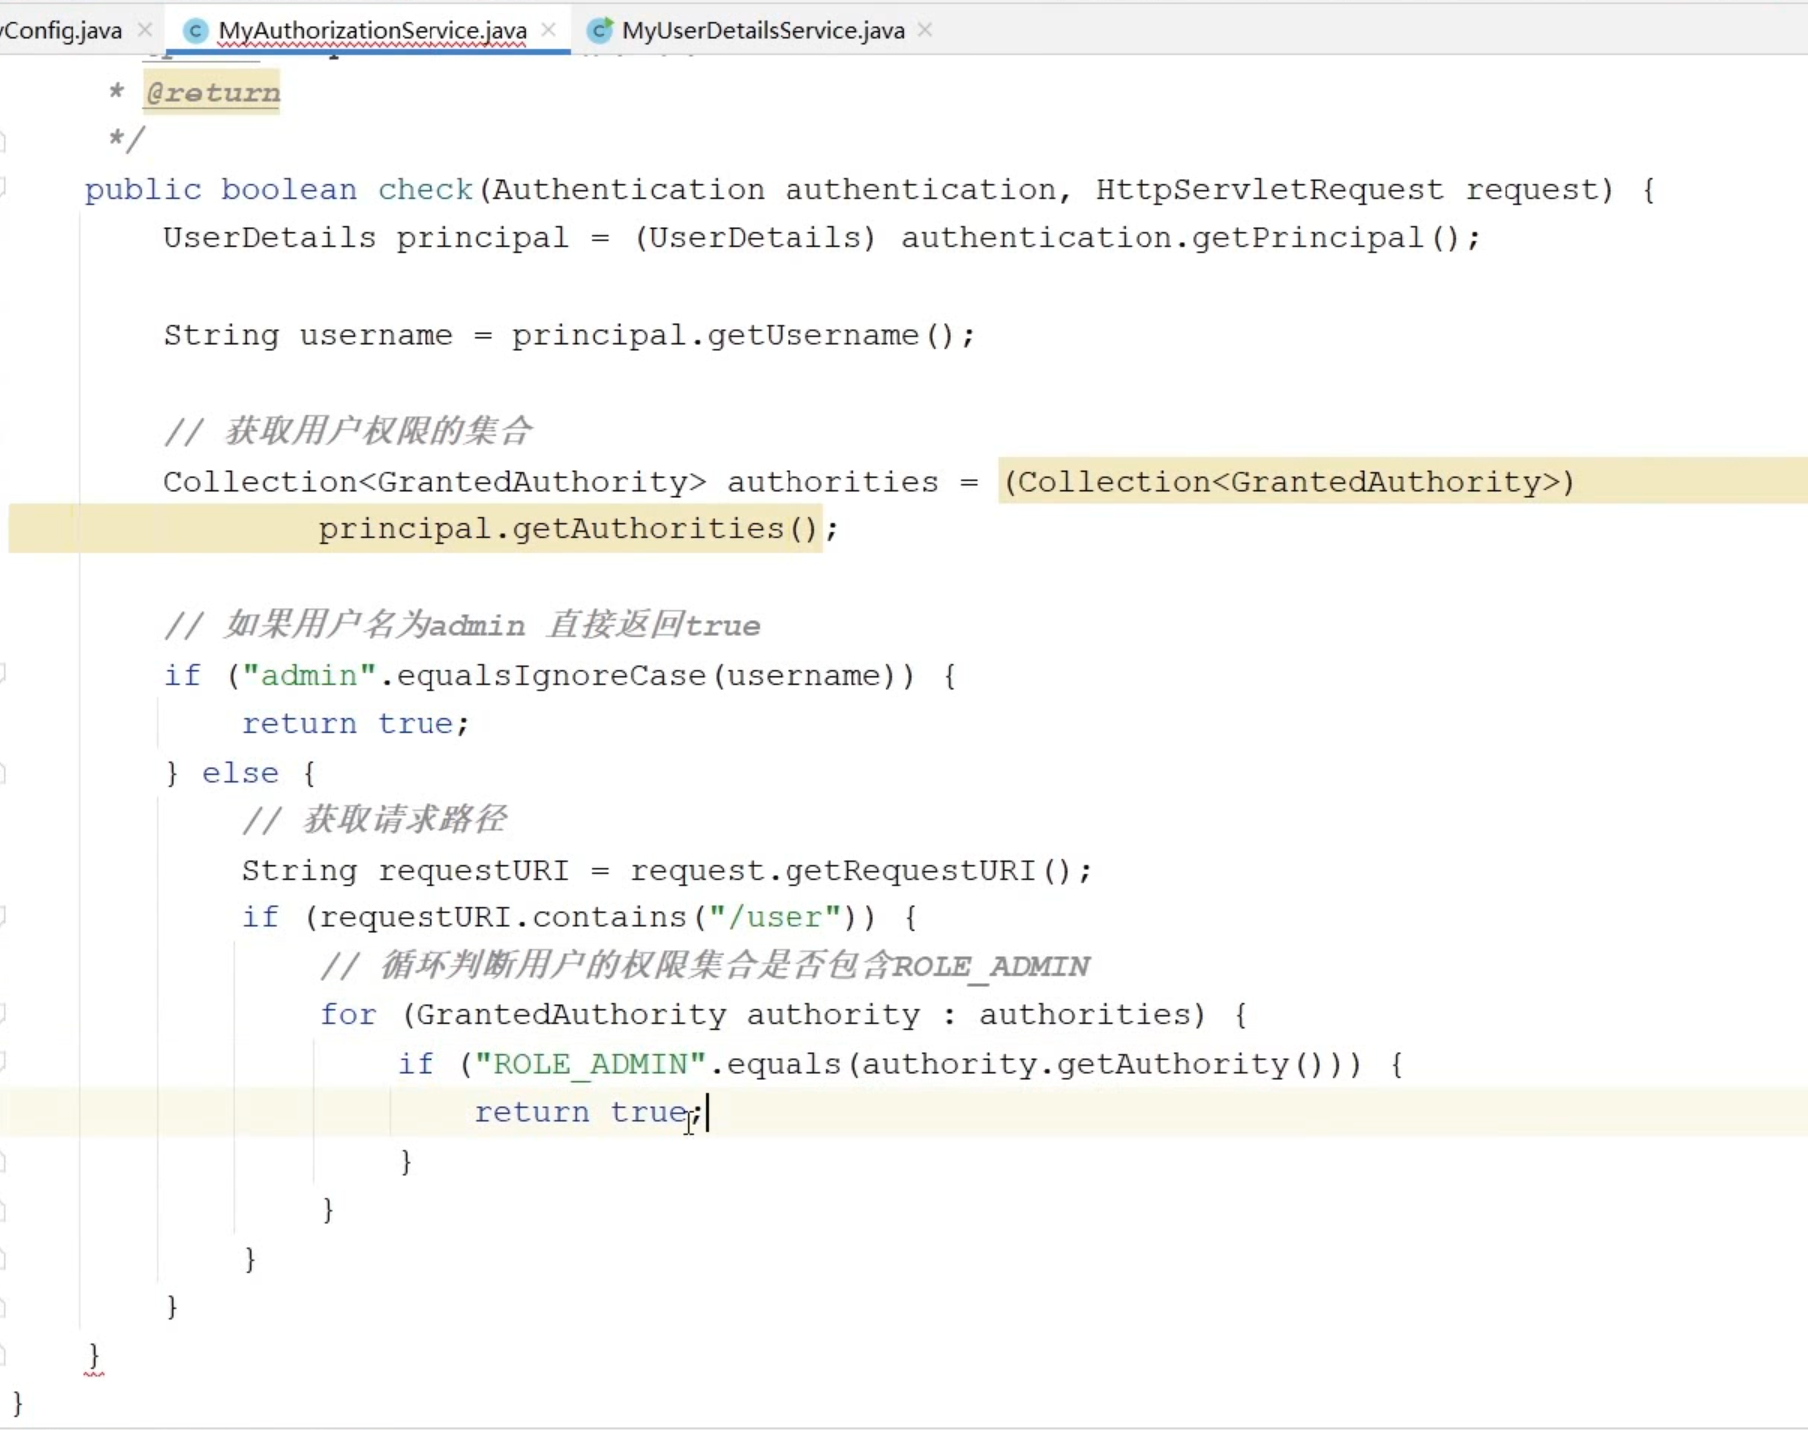 Config.java MyAuthorizationService.java MyUserDetailsService.java
* @return
*/
public boolean check(Authentication authentication, HttpServletRequest request) {
UserDetails principal = (UserDetails) authentication.getPrincipal();
String username = principal.getUsername();
// 获取用户权限的集合
Collection<GrantedAuthority> authorities = (Collection<GrantedAuthority>)
principal.getAuthorities();
// 如果用户名为admin 直接返回true
if ("admin".equalsIgnoreCase(username)) {
return true;
} else {
// 获取请求路径
String requestURI = request.getRequestURI();
if (requestURI.contains("/user")) {
// 循环判断用户的权限集合是否包含ROLE_ADMIN
for (GrantedAuthority authority : authorities) {
if ("ROLE_ADMIN".equals(authority.getAuthority())) {
return true;
}
}
}
}
}
}